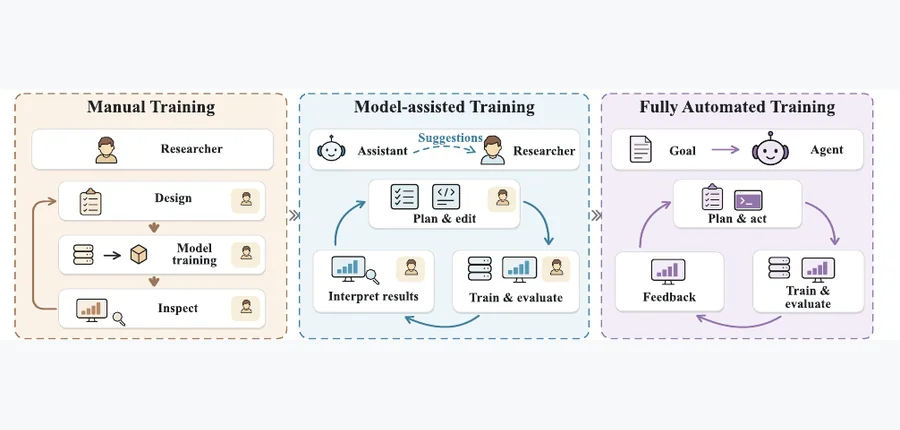 Manual Training
Researcher
Design
Model
training
Inspect
Model-assisted Training
Suggestions
Assistant
Researcher
Plan & edit
Interpret results
Train & evaluate
Fully Automated Training
Goal
Agent
Plan & act
Feedback
Train &
evaluate